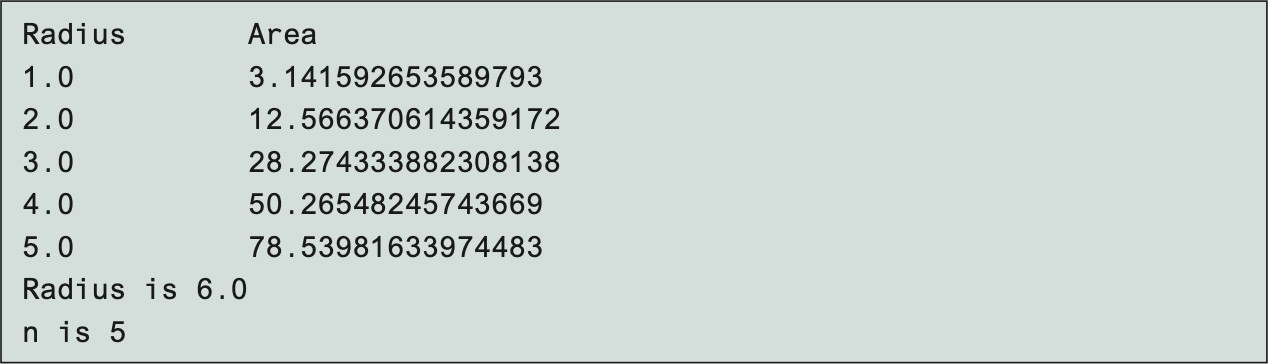 Radius Area
1.0 3.141592653589793
2.0 12.566370614359172
3.0 28.274333882308138
4.0 50.26548245743669
5.0 78.53981633974483
Radius is 6.0
n is 5